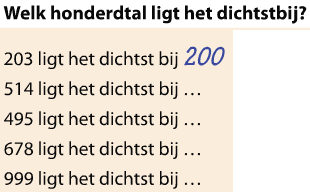 Welk honderdtal ligt het dichtstbij?
203 ligt het dichtst bij 200
514 ligt het dichtst bij ...
495 ligt het dichtst bij ...
678 ligt het dichtst bij ...
999 ligt het dichtst bij ...